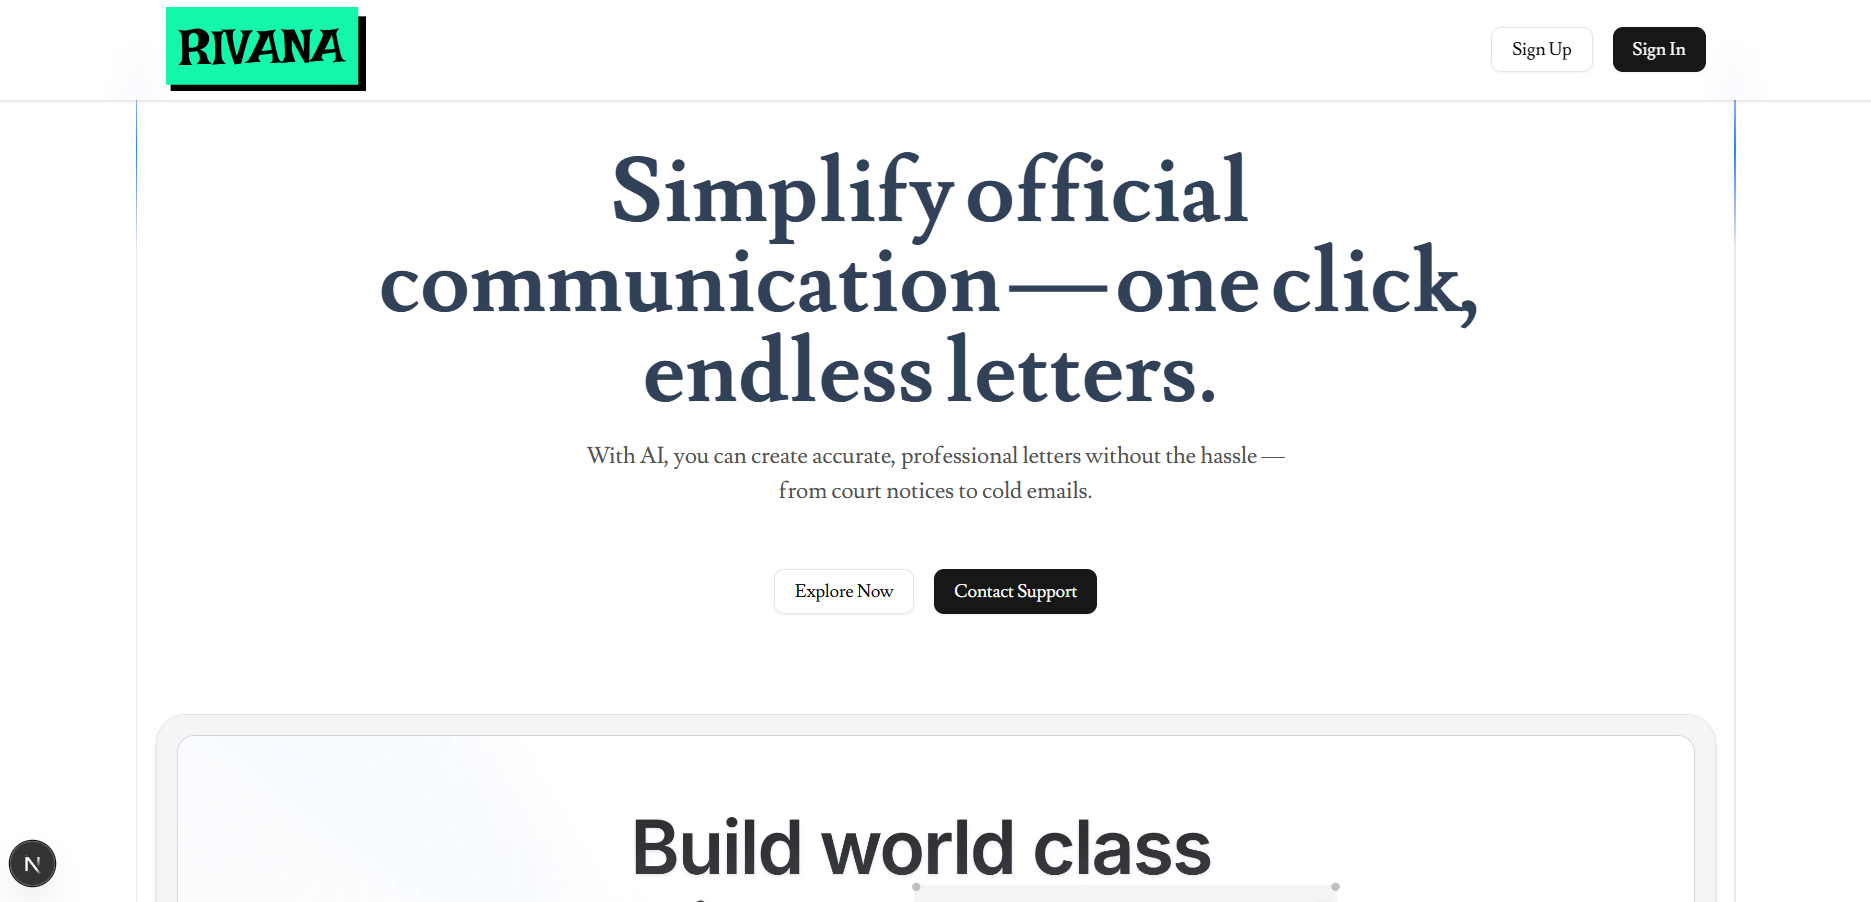 RIVANA
Sign Up
Sign In
Simplify official
communication — one click,
endless letters.
With AI, you can create accurate, professional letters without the hassle —
from court notices to cold emails.
Explore Now
Contact Support
Build world class
N